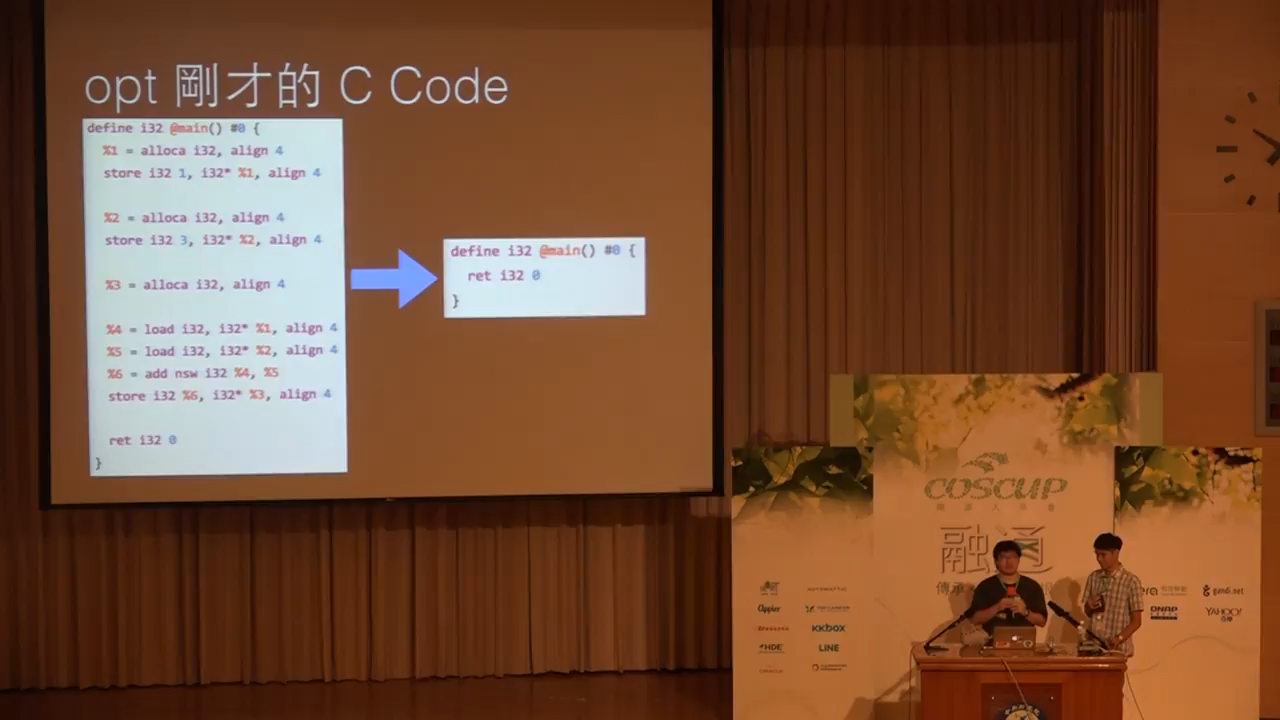 opt 剛才的 C Code
define i32 @main() #0 {
%1 = alloca i32, align 4
store i32 1, i32* %1, align 4
%2 = alloca i32, align 4
store i32 3, i32* %2, align 4
%3 = alloca i32, align 4
%4 = load i32, i32* %1, align 4
%5 = load i32, i32* %2, align 4
%6 = add nsw i32 %4, %5
store i32 %6, i32* %3, align 4
ret i32 0
}
define i32 @main() #0 {
ret i32 0
}
COSCUP
融通
Appier
KKBOX
HDE
LINE
gandi.net
QNAP
YAHOO!